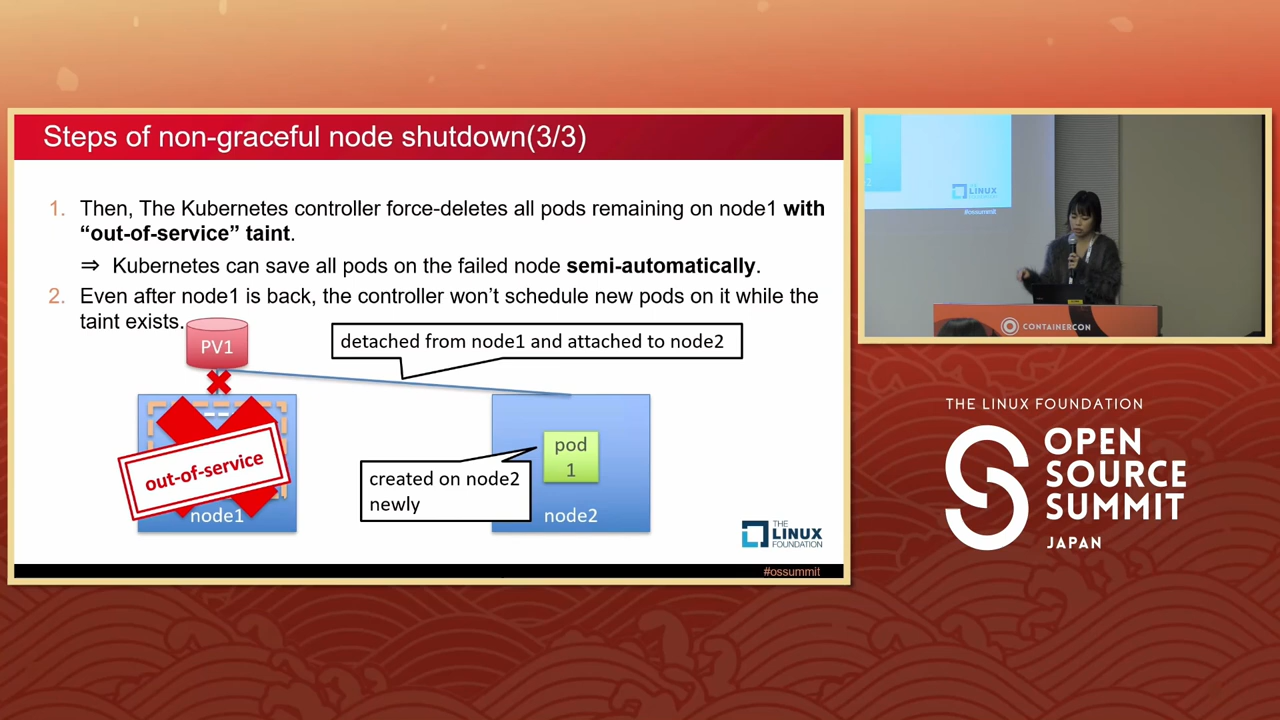 Steps of non-graceful node shutdown(3/3)
1. Then, The Kubernetes controller force-deletes all pods remaining on node1 with
“out-of-service” taint.
⇒ Kubernetes can save all pods on the failed node semi-automatically.
2. Even after node1 is back, the controller won’t schedule new pods on it while the
taint exists.
PV1
detached from node1 and attached to node2
out-of-service
node1
created on node2
newly
pod
1
node2
THE
LINUX
FOUNDATION
#ossummit
THE
LINUX
FOUNDATION
#ossummit
CONTAINERCON
THE LINUX FOUNDATION
OPEN
SOURCE
SUMMIT
JAPAN